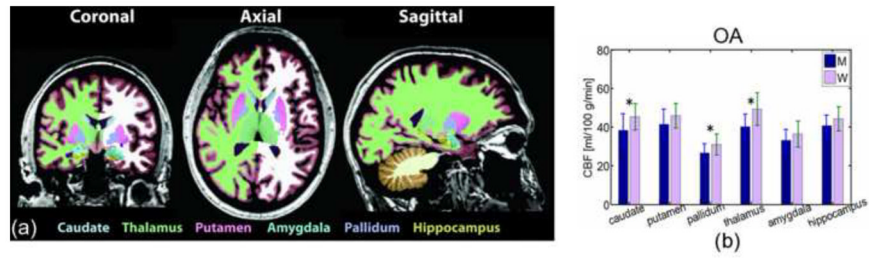 Coronal Axial Sagittal
(a) Caudate Thalamus Putamen Amygdala Pallidum Hippocampus
OA
80
60
40
20
0
CBF [ml/100 g/min]
M
W
*
*
*
caudate putamen pallidum thalamus amygdala hippocampus
(b)